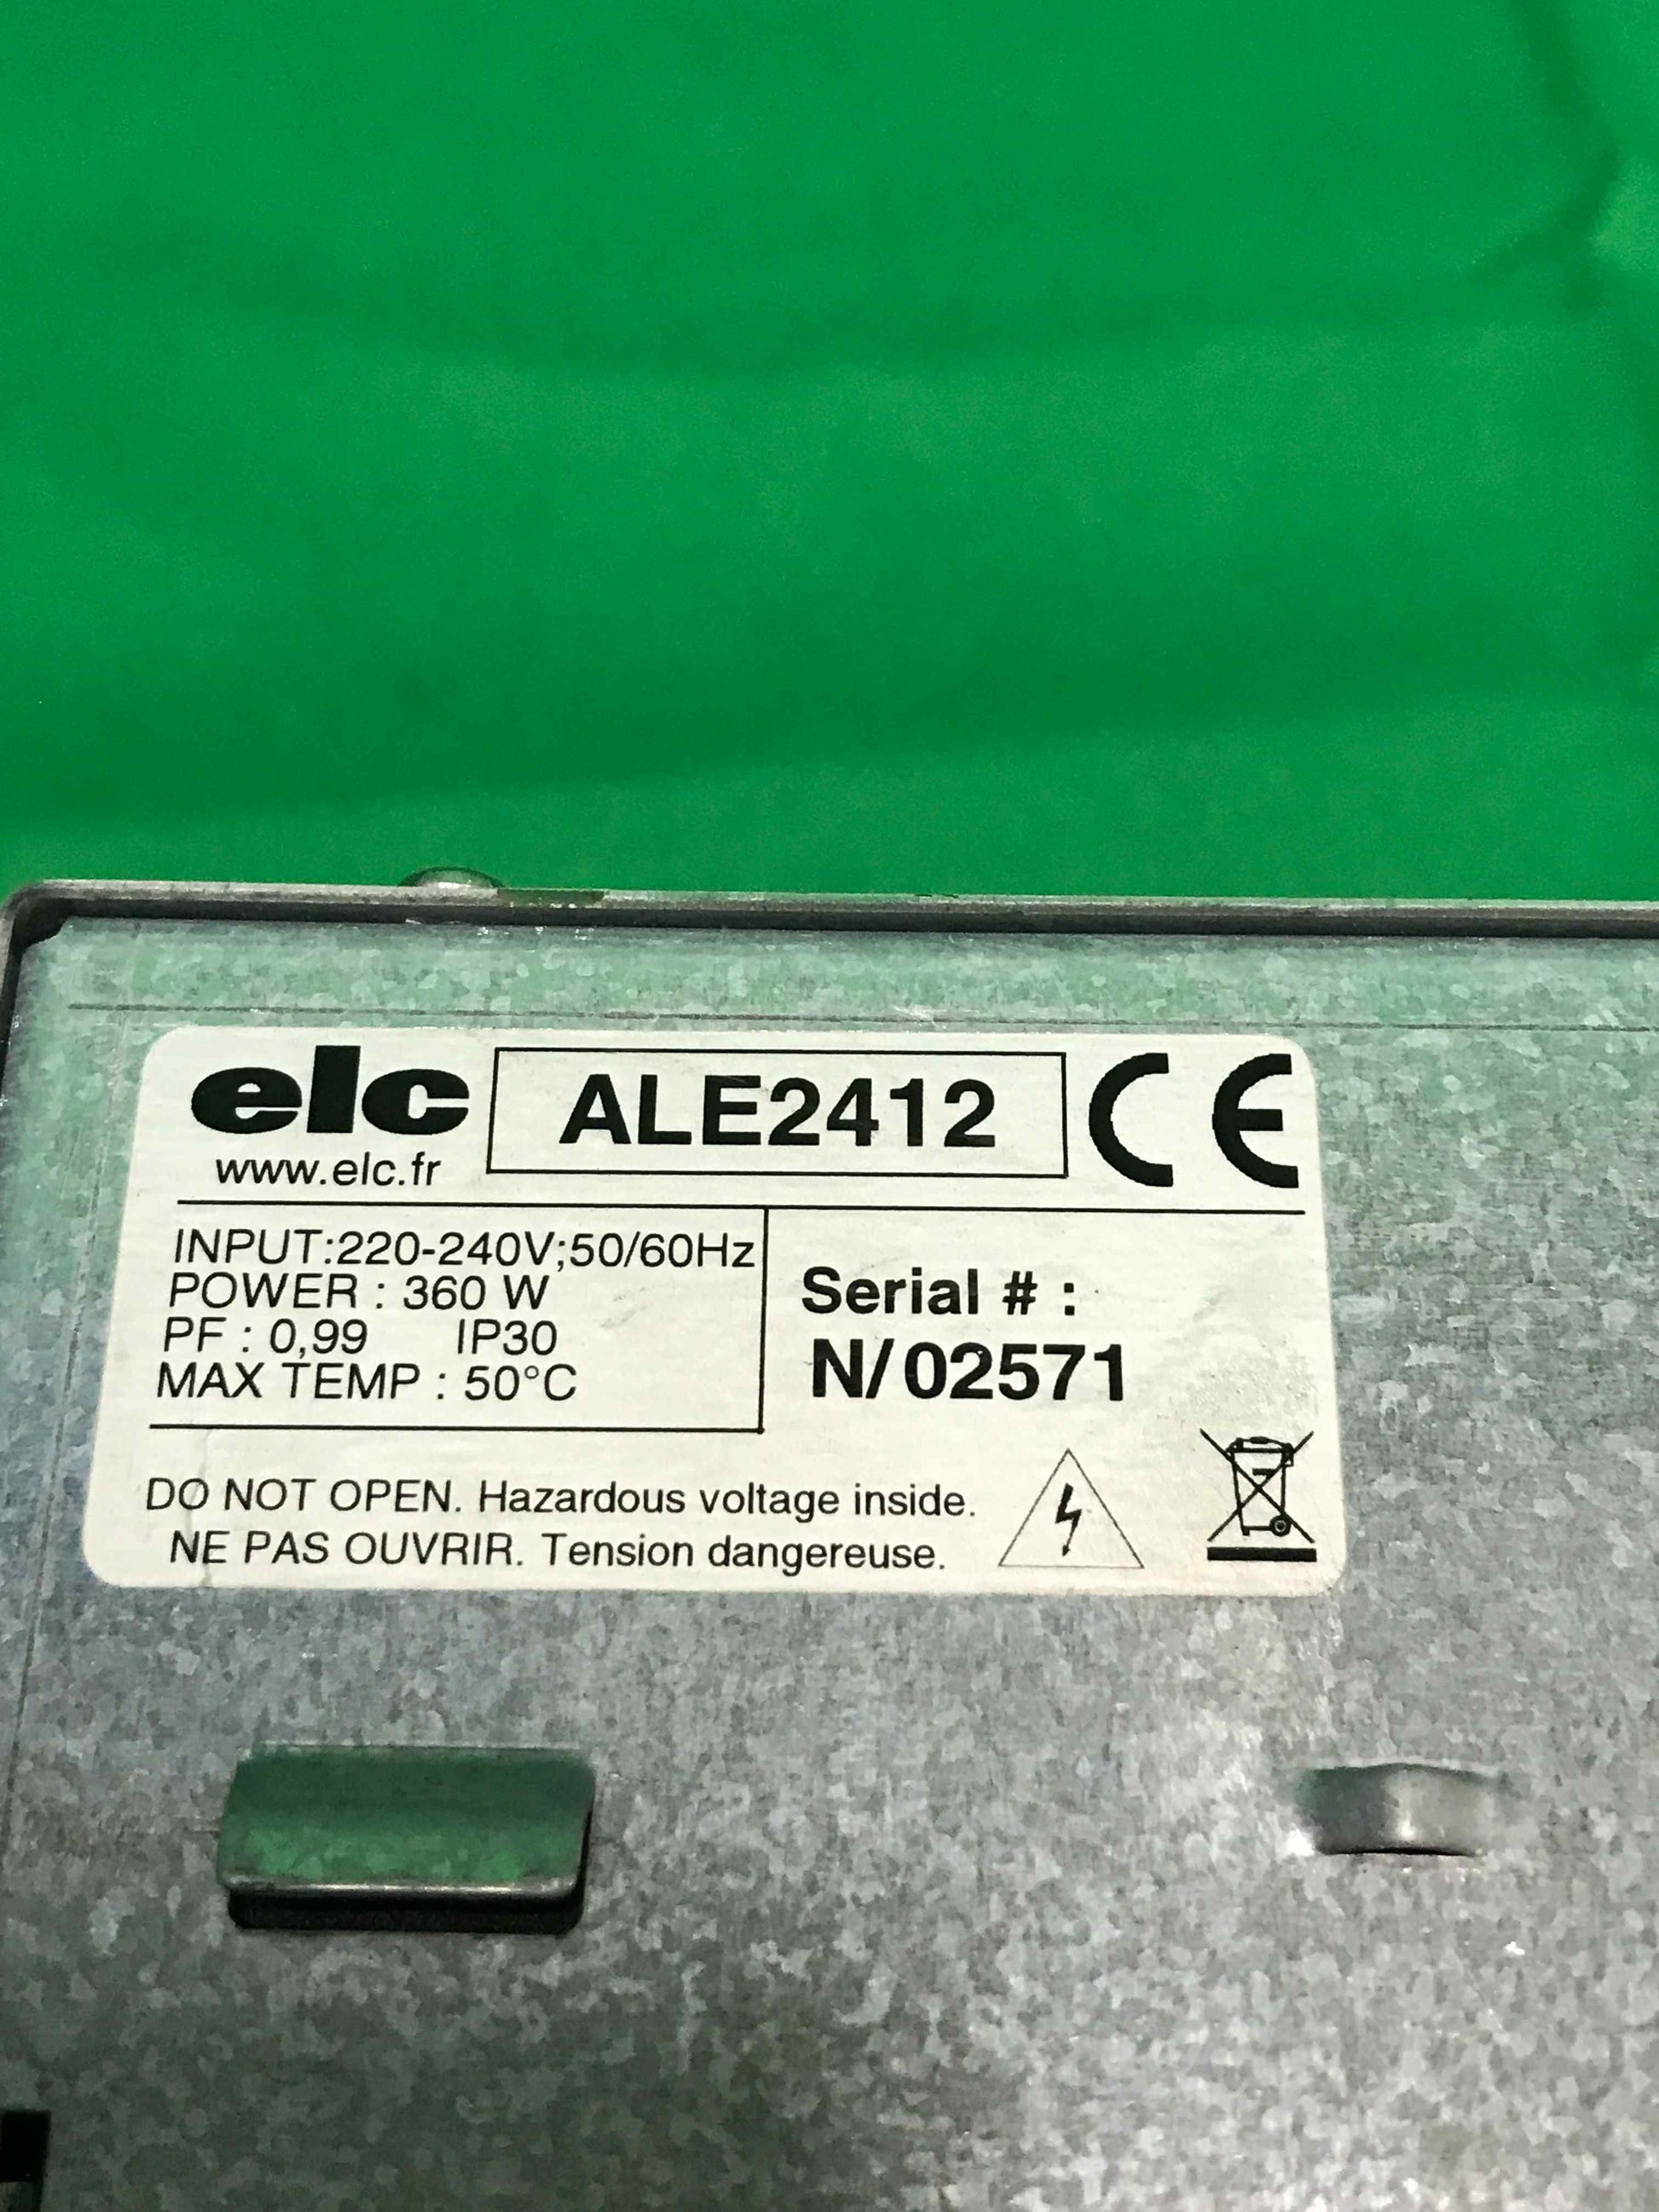 elc ALE2412 CE
www.elc.fr
INPUT:220-240V;50/60Hz
POWER : 360 W
PF : 0,99 IP30
MAX TEMP : 50°C
Serial # :
N/02571
DO NOT OPEN. Hazardous voltage inside.
NE PAS OUVRIR. Tension dangereuse.